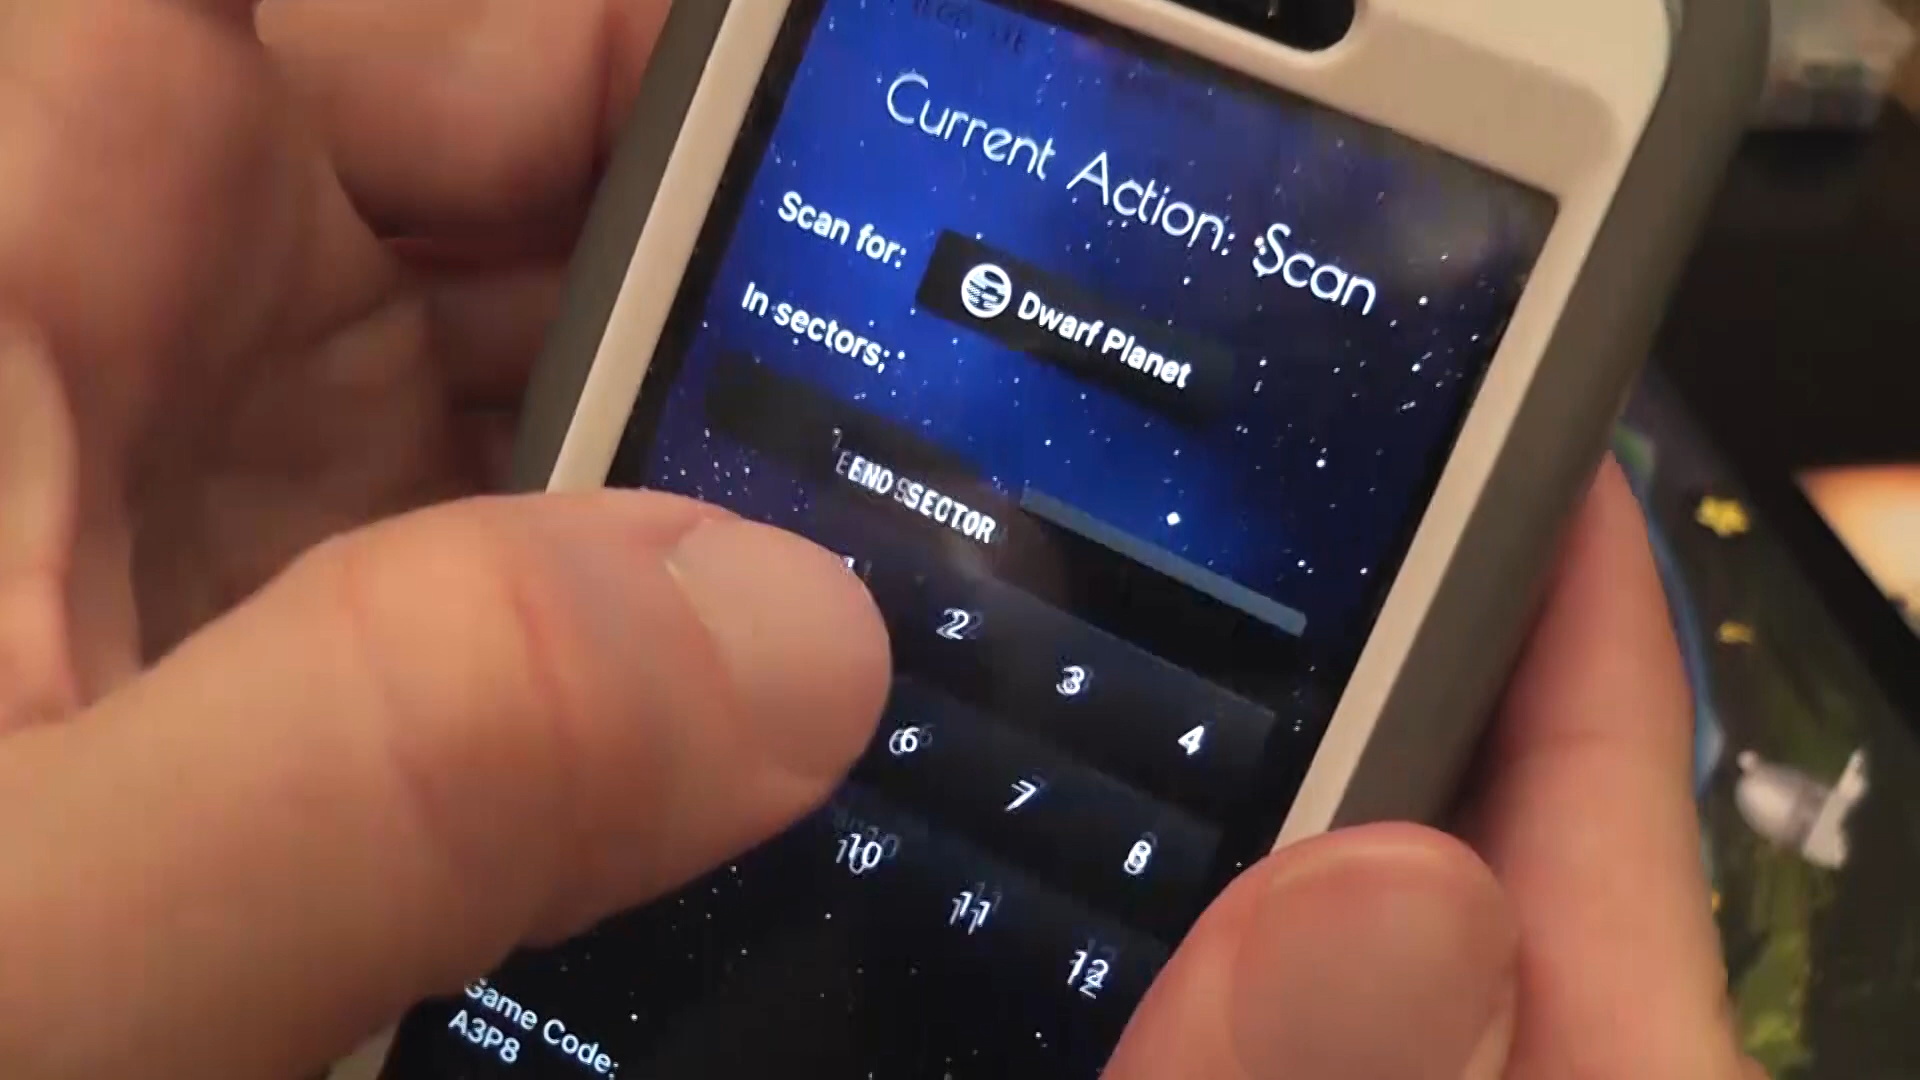 Current Action: Scan
Scan for: Dwarf Planet
In sectors:
END SECTOR
1 2 3 4
6 7 8
10 11 12
Game Code:
A3P8